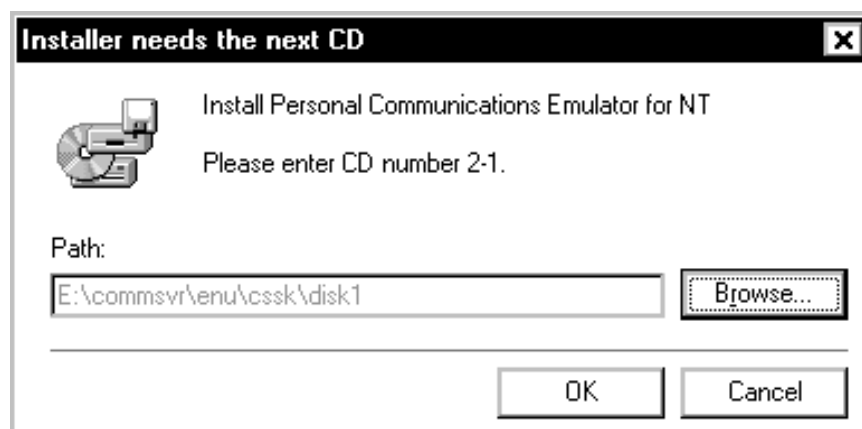 Installer needs the next CD
Install Personal Communications Emulator for NT
Please enter CD number 2-1.
Path:
E:\commsvr\enu\cssk\disk1
Browse...
OK
Cancel